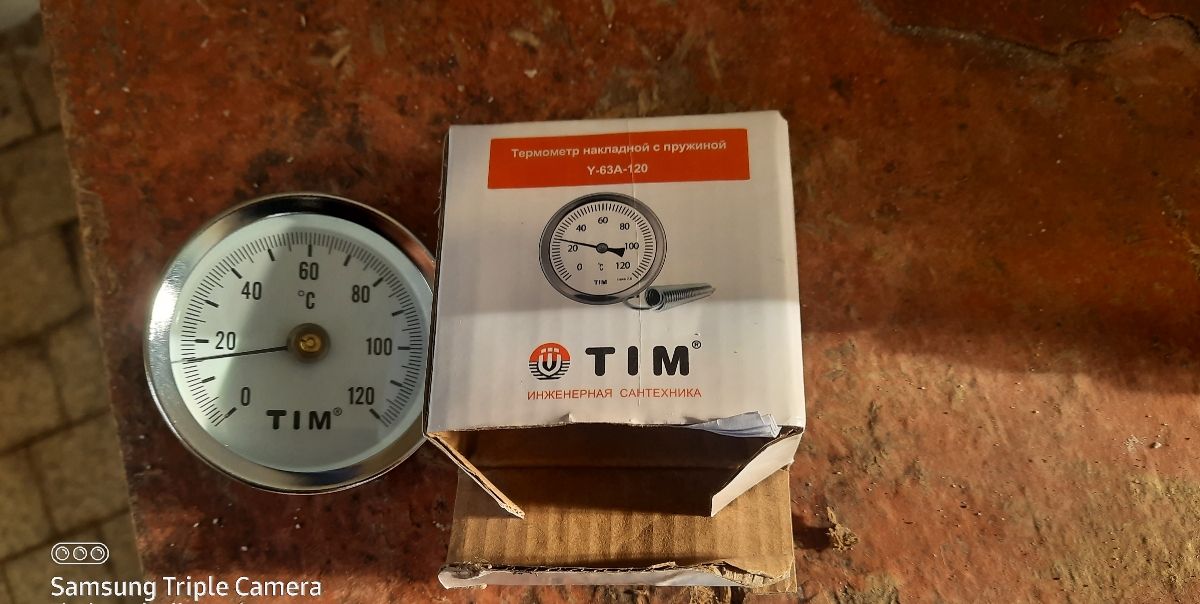 Термометр накладной с пружиной
Y-63A-120
0
20
40
60
80
100
120
°C
TIM
TIM®
ИНЖЕНЕРНАЯ САНТЕХНИКА
0
20
40
60
80
100
120
°C
TIM®
Samsung Triple Camera